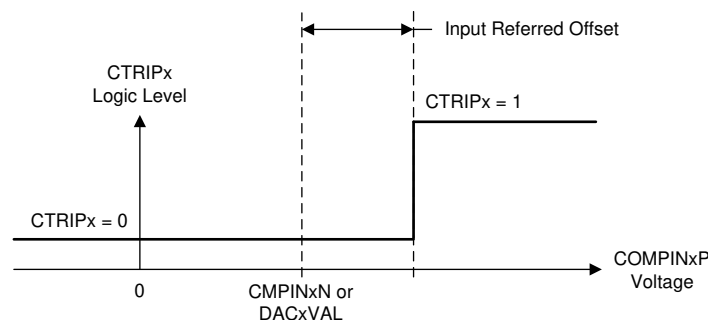 Input Referred Offset
CTRIPx
Logic Level
CTRIPx = 1
CTRIPx = 0
COMPINxP
Voltage
0
CMPINxN or
DACxVAL